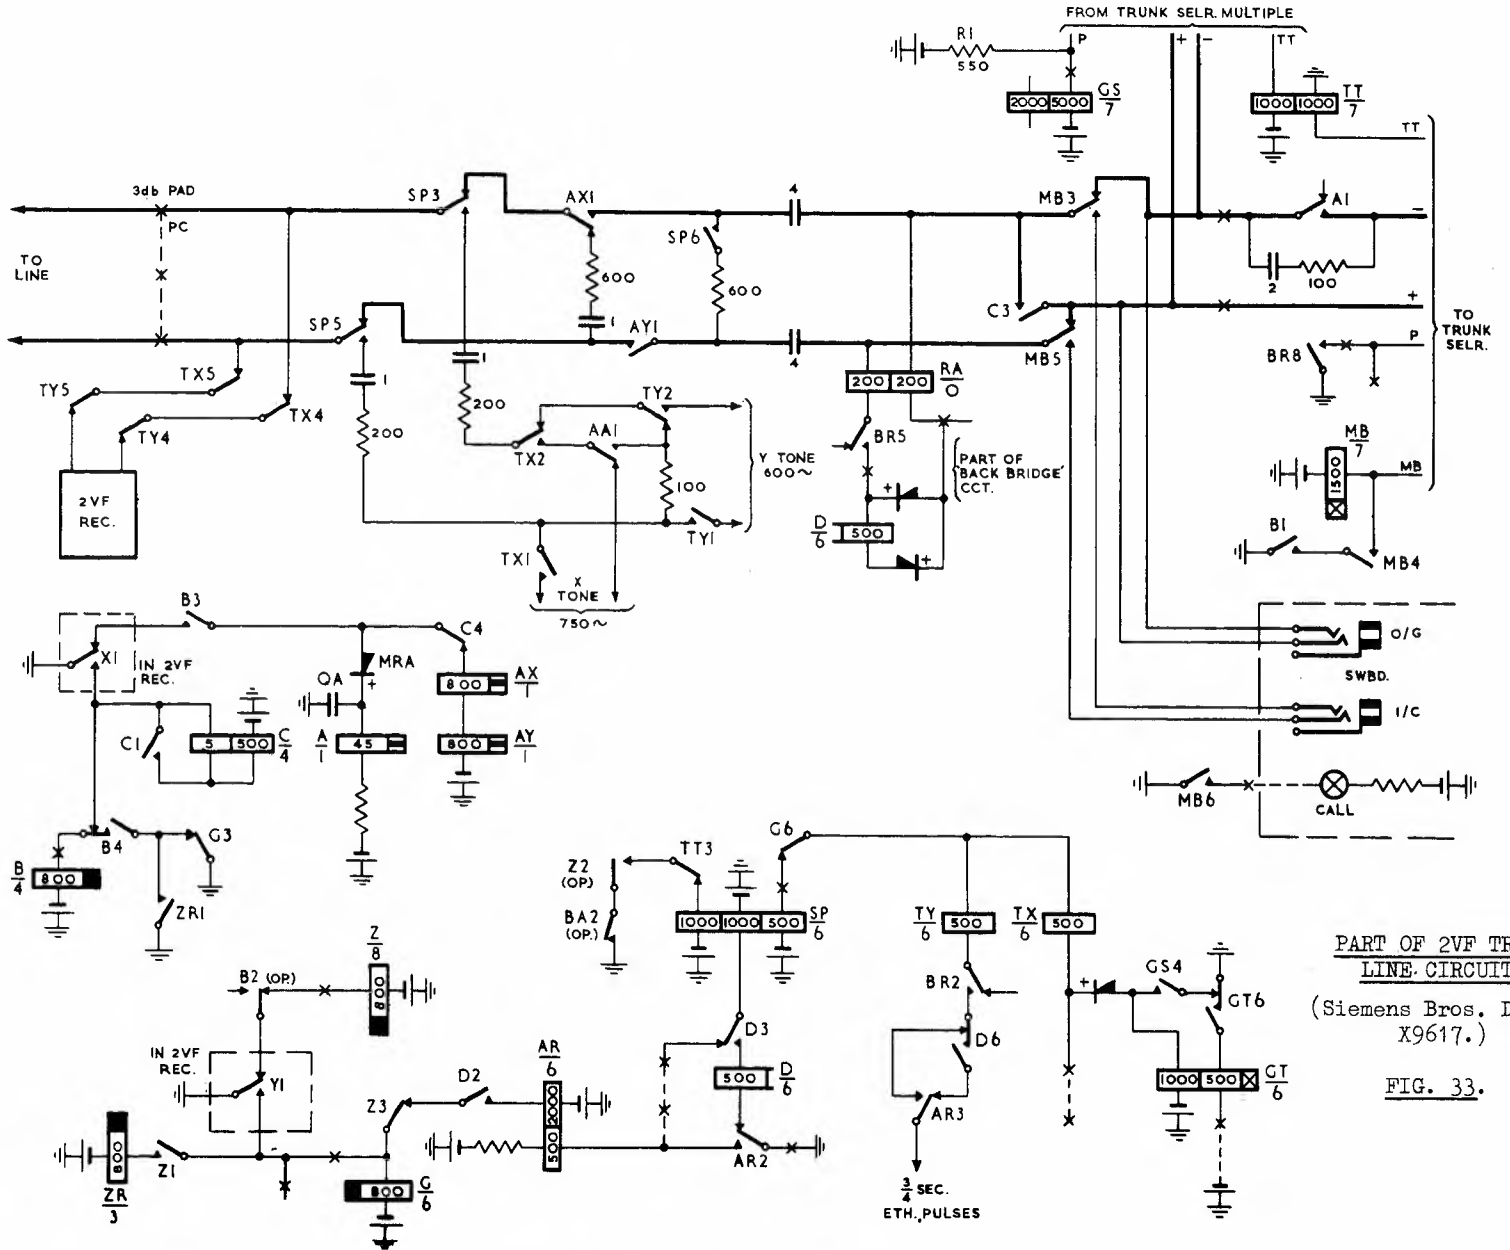 FROM TRUNK SELR. MULTIPLE
P + - TT
R1
550
2000 5000 GS/7
1000 1000 TT/7
TT
3db PAD
PC
TO LINE
SP3
AX1
600
1
SP6
600
4
MB3
A1
-
2
100
SP5
AY1
4
C3
MB5
+
TO TRUNK SELR.
BR8
P
TY5
TX5
TY4
TX4
2VF REC.
1
200
1
200
TX2
TY2
AA1
100
TY1
Y TONE
600~
TX1
X TONE
750~
200 200 RA/0
BR5
+
PART OF
'BACK BRIDGE'
CCT.
D/6 500
+
MB/7
1500
MB
B1
MB4
X1
IN 2VF REC.
B3
C4
MRA
+
QA
800 AX/1
C1
5 500 C/4
A/1 45
800 AY/1
B/4 800
B4
G3
ZR1
O/G
SWBD.
I/C
MB6
CALL
Z2 (OP.)
BA2 (OP.)
TT3
G6
1000 1000 500 SP/6
TY/6 500
TX/6 500
Z/8
800
B2 (OP.)
IN 2VF REC.
Y1
BR2
D6
AR3
3/4 SEC.
ETH. PULSES
+
GS4
GT6
1000 500 GT/6
D3
D/6
500
AR2
AR/6
200
500
D2
Z3
Z1
800
ZR/3
800 G/6
PART OF 2VF TR
LINE CIRCUIT
(Siemens Bros. D
X9617.)
FIG. 33.